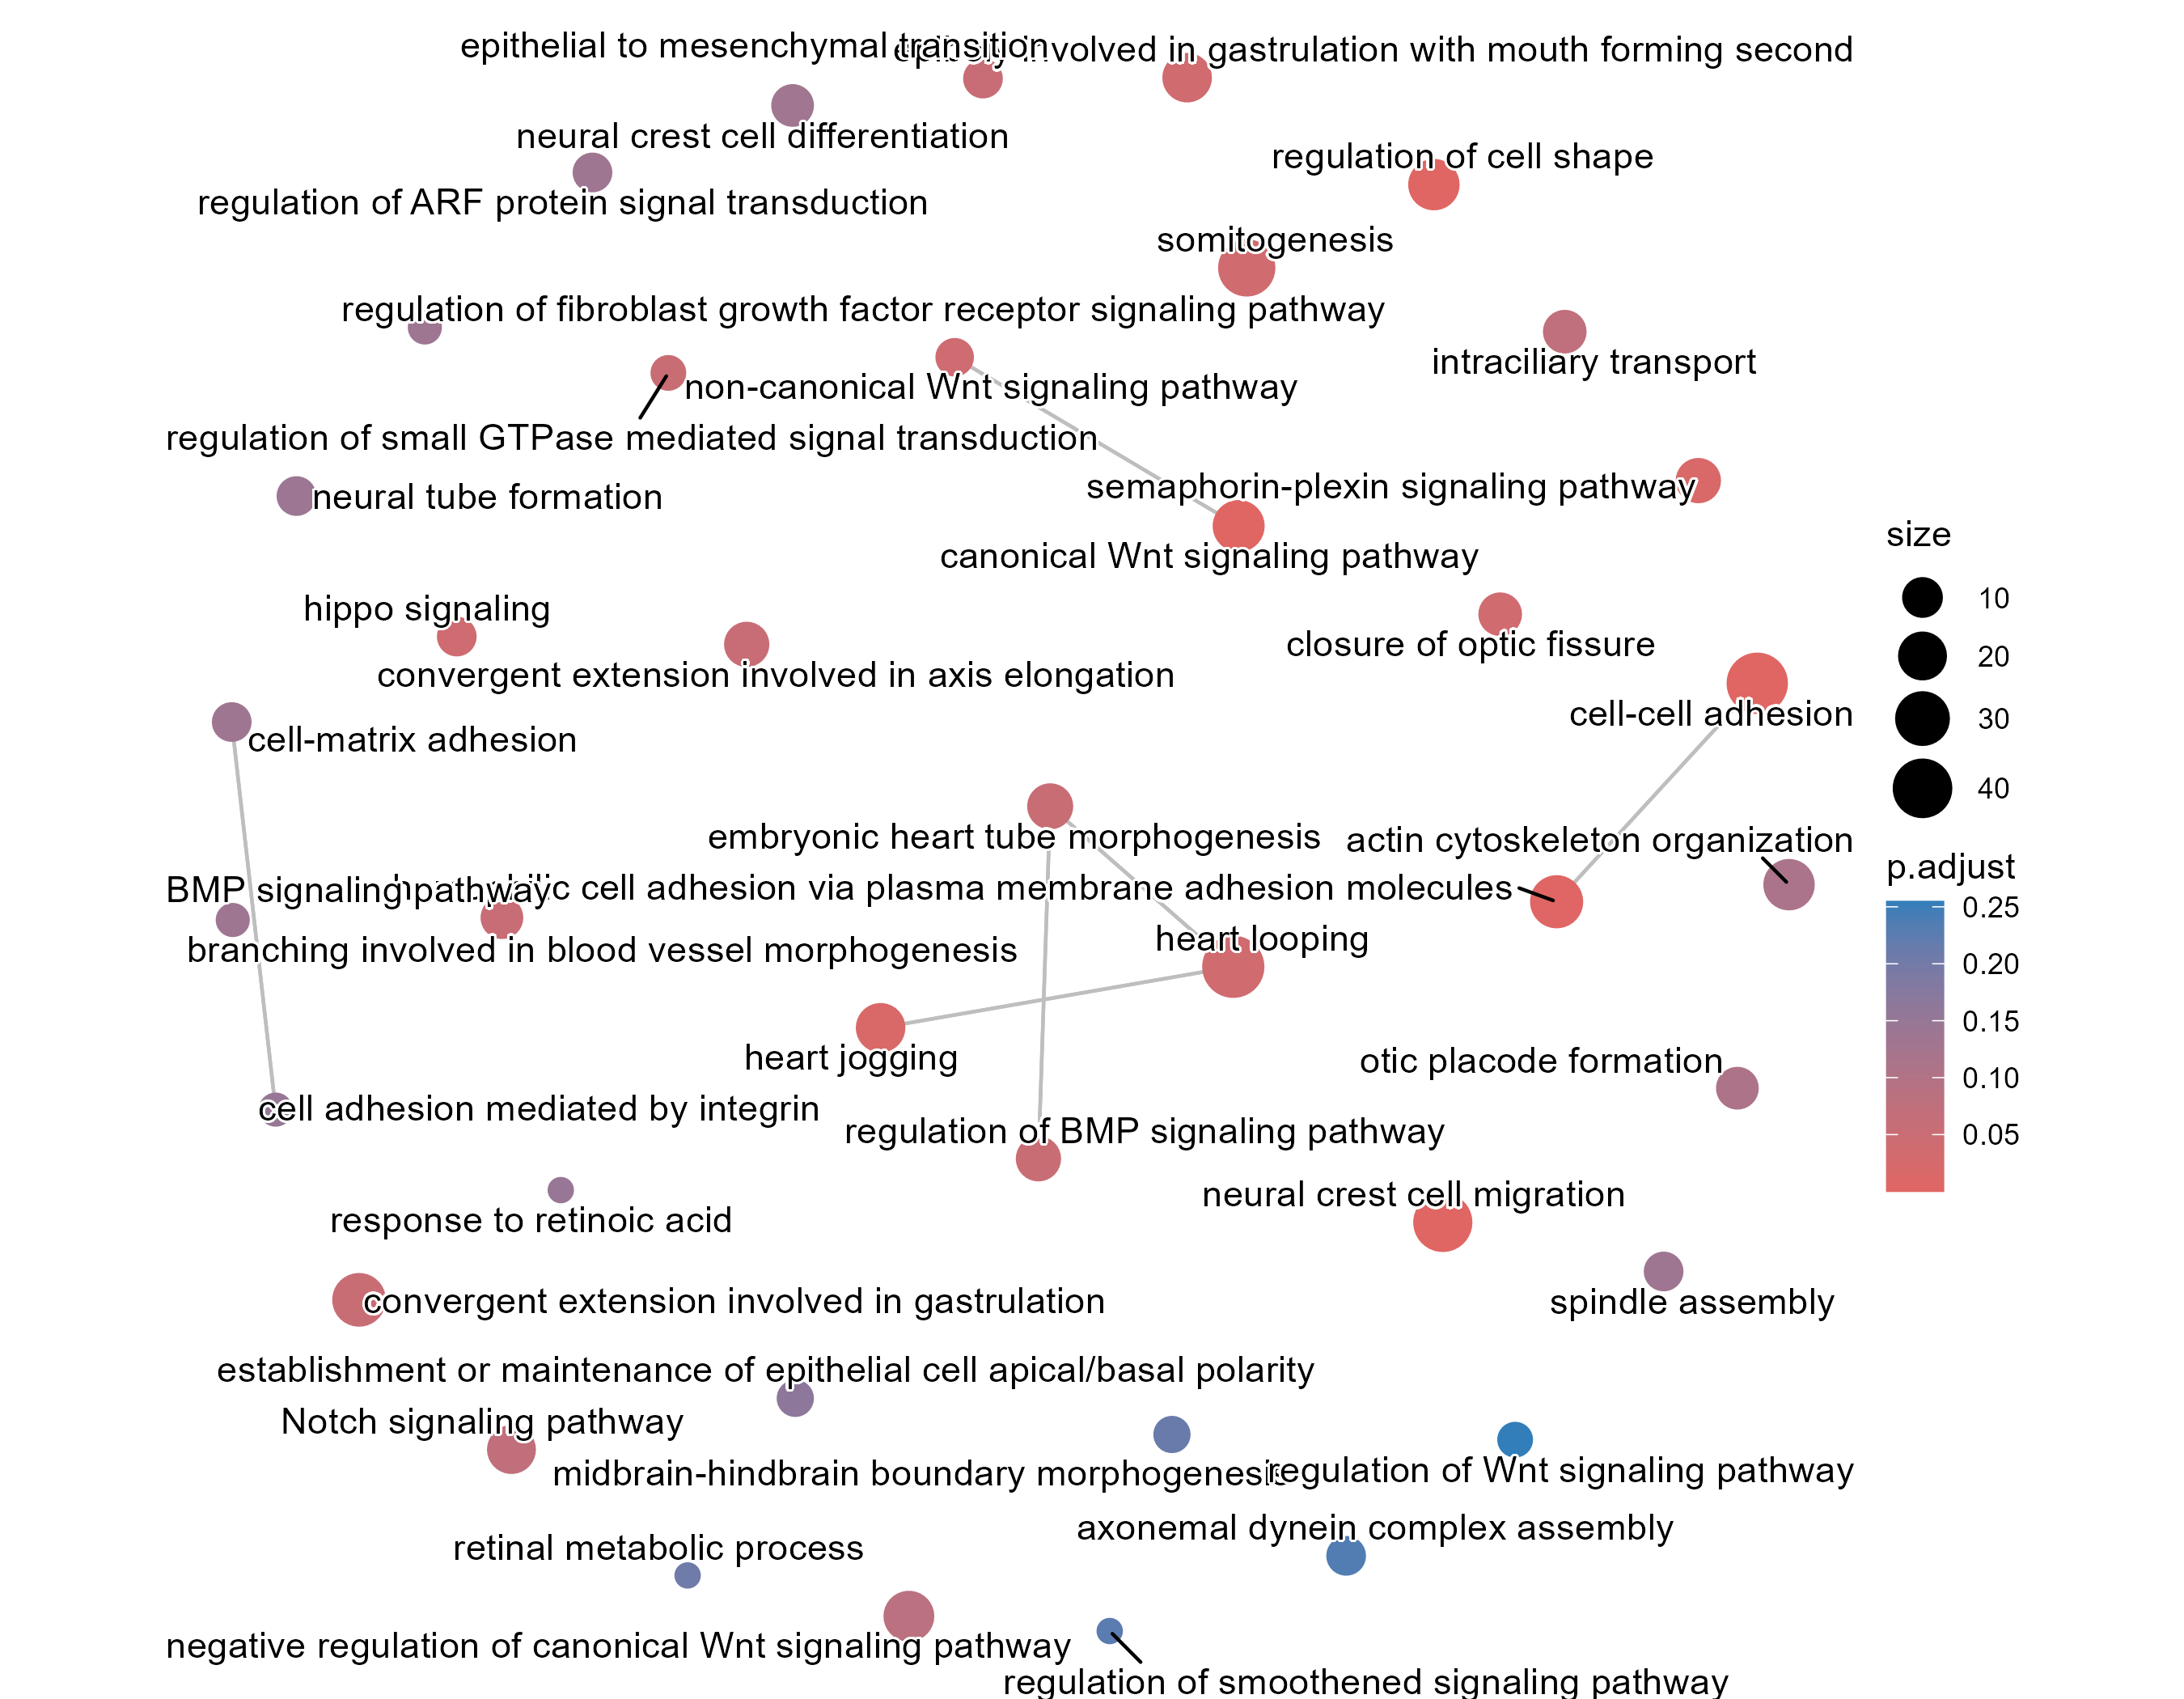 epithelial to mesenchymal transition
involved in gastrulation with mouth forming second
neural crest cell differentiation
regulation of cell shape
regulation of ARF protein signal transduction
somitogenesis
regulation of fibroblast growth factor receptor signaling pathway
intraciliary transport
non-canonical Wnt signaling pathway
regulation of small GTPase mediated signal transduction
semaphorin-plexin signaling pathway
neural tube formation
canonical Wnt signaling pathway
hippo signaling
closure of optic fissure
convergent extension involved in axis elongation
cell-cell adhesion
cell-matrix adhesion
embryonic heart tube morphogenesis
actin cytoskeleton organization
BMP signaling pathway
cell adhesion via plasma membrane adhesion molecules
heart looping
branching involved in blood vessel morphogenesis
heart jogging
otic placode formation
cell adhesion mediated by integrin
regulation of BMP signaling pathway
neural crest cell migration
response to retinoic acid
convergent extension involved in gastrulation
spindle assembly
establishment or maintenance of epithelial cell apical/basal polarity
Notch signaling pathway
midbrain-hindbrain boundary morphogenesis
regulation of Wnt signaling pathway
axonemal dynein complex assembly
retinal metabolic process
negative regulation of canonical Wnt signaling pathway
regulation of smoothened signaling pathway
size
10
20
30
40
p.adjust
0.25
0.20
0.15
0.10
0.05